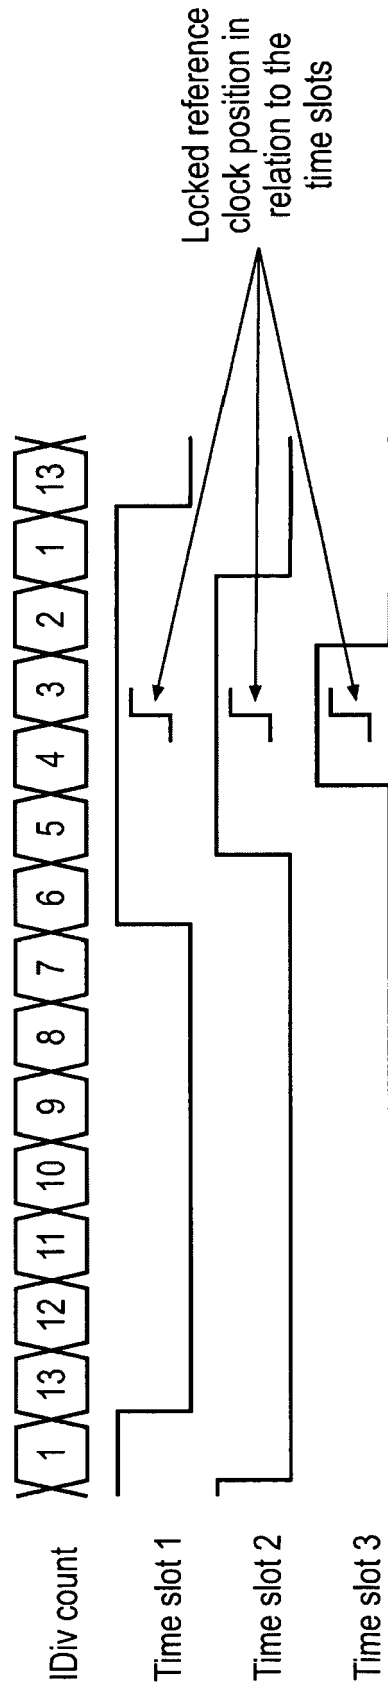 IDiv count
1 13 12 11 10 9 8 7 6 5 4 3 2 1 13
Time slot 1
Time slot 2
Time slot 3
Locked reference
clock position in
relation to the
time slots